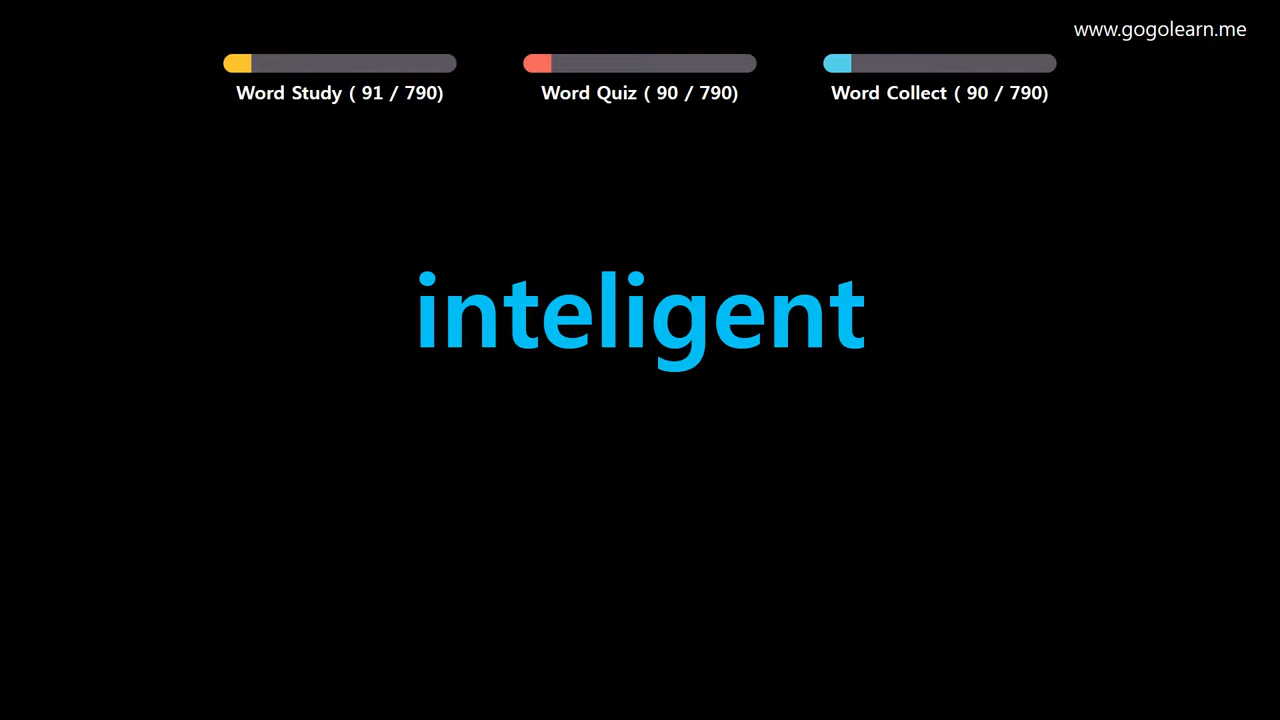 www.gogolearn.me
Word Study ( 91 / 790)
Word Quiz ( 90 / 790)
Word Collect ( 90 / 790)
inteligent